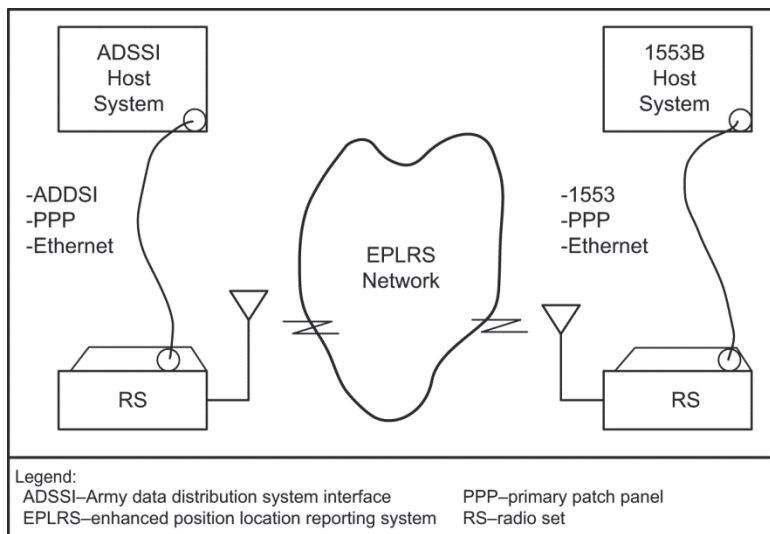 ADSSI
Host
System
1553B
Host
System
-ADDSI
-PPP
-Ethernet
EPLRS
Network
-1553
-PPP
-Ethernet
RS
RS
Legend:
ADSSI–Army data distribution system interface
EPLRS–enhanced position location reporting system
PPP–primary patch panel
RS–radio set